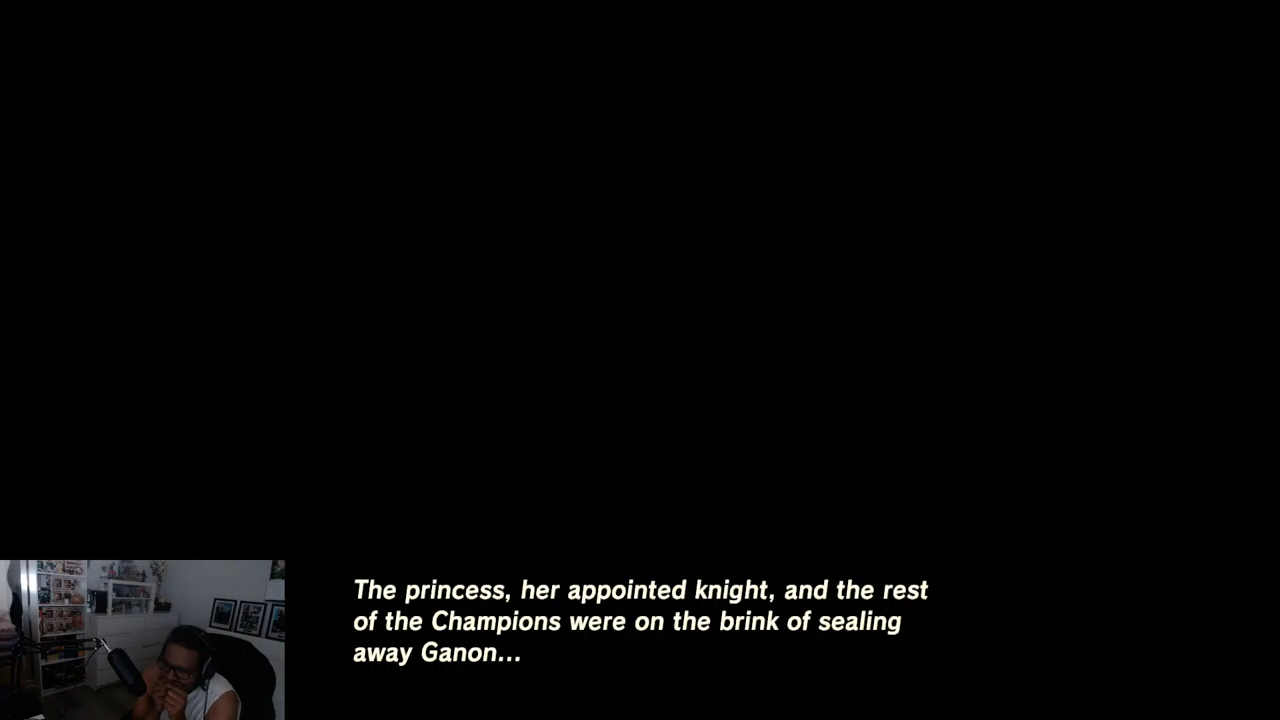 The princess, her appointed knight, and the rest
of the Champions were on the brink of sealing
away Ganon...